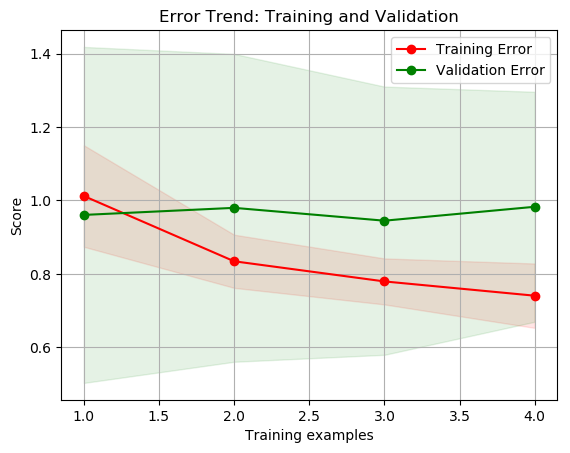 Error Trend: Training and Validation
Training Error
Validation Error
Score
1.4
1.2
1.0
0.8
0.6
1.0 1.5 2.0 2.5 3.0 3.5 4.0
Training examples